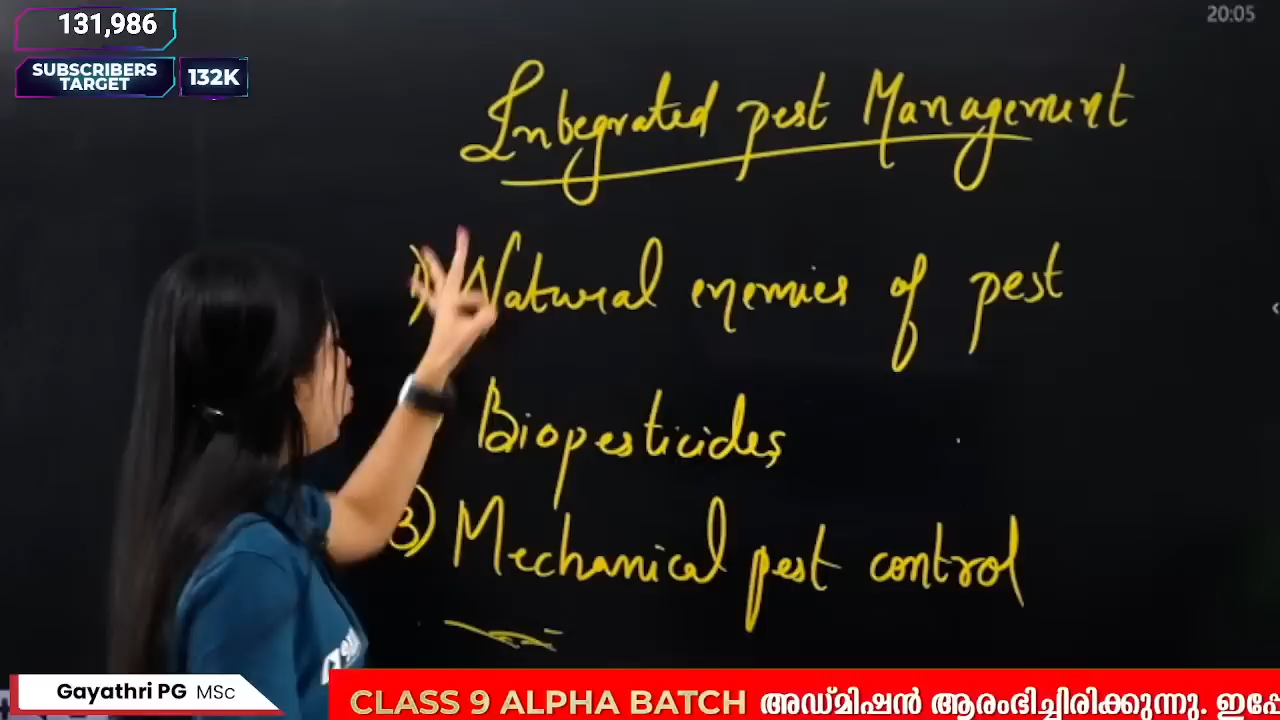 131,986
SUBSCRIBERS
TARGET
132K
20:05
Integrated pest Management
1) Natural enemies of pest
Biopesticides,
3) Mechanical pest control
Gayathri PG MSc
CLASS 9 ALPHA BATCH അഡ്മിഷൻ ആരംഭിച്ചിരിക്കുന്നു.